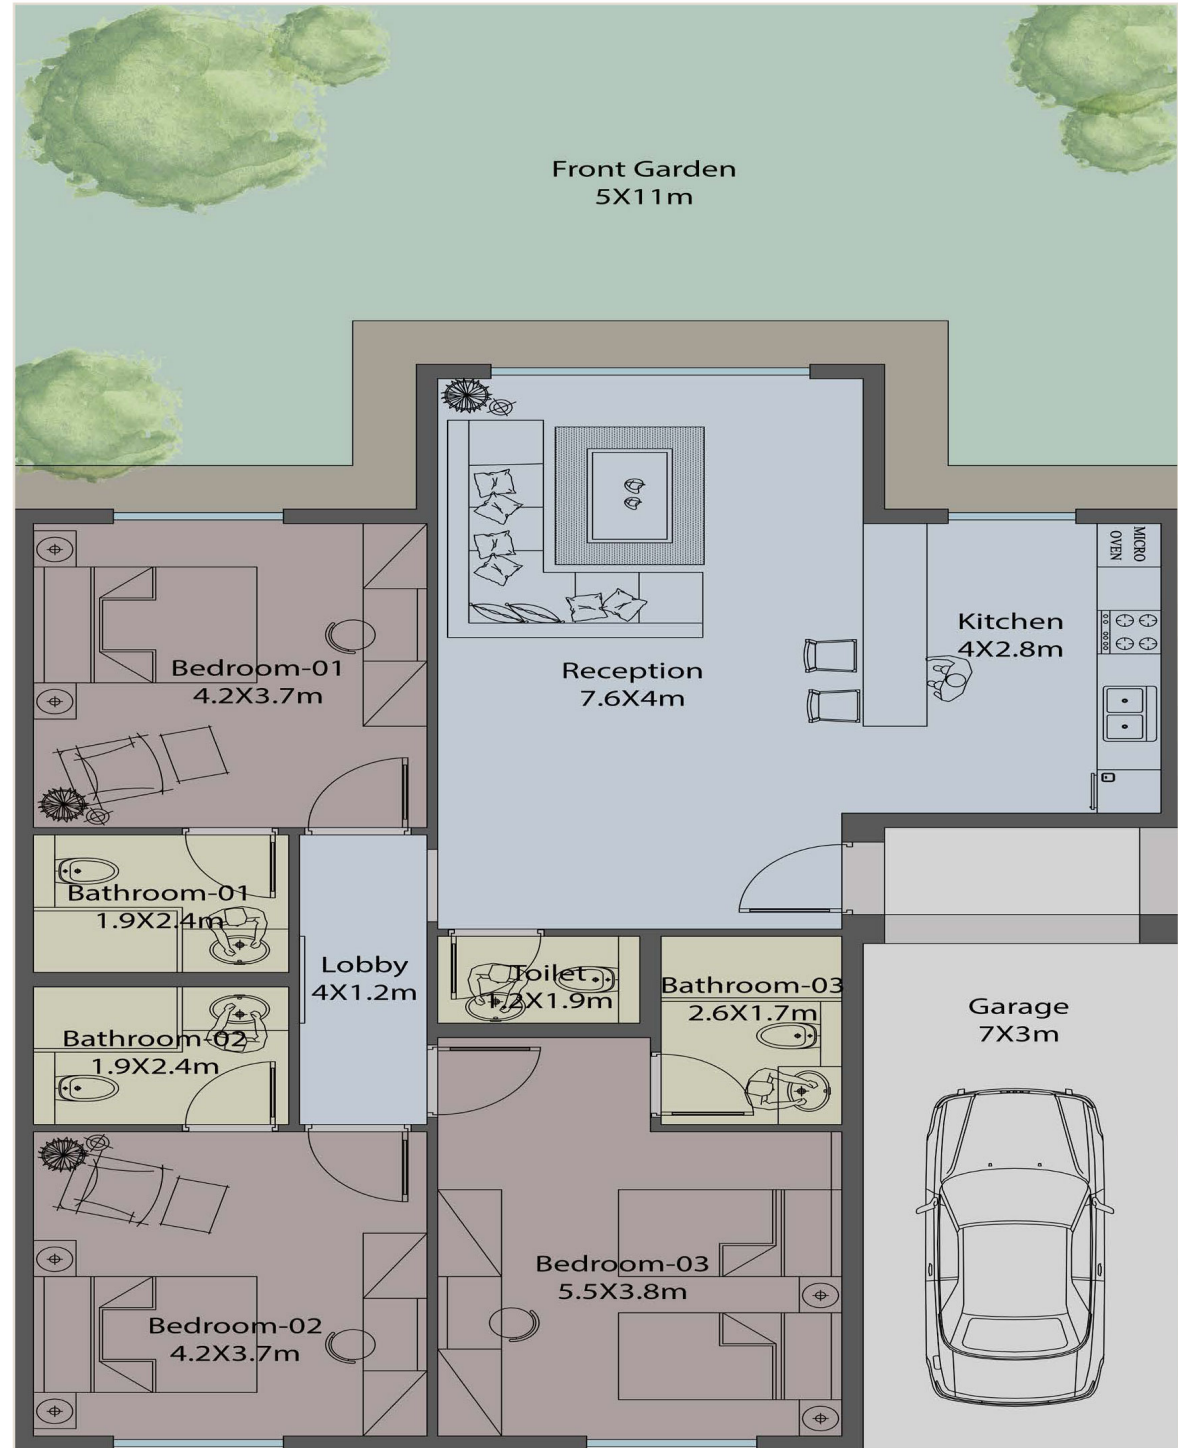 Front Garden
5X11m
MICRO
OVEN
Kitchen
4X2.8m
Bedroom-01
4.2X3.7m
Reception
7.6X4m
Bathroom-01
1.9X2.4m
Lobby
4X1.2m
Toilet
1.2X1.9m
Bathroom-03
2.6X1.7m
Garage
7X3m
Bathroom-02
1.9X2.4m
Bedroom-03
5.5X3.8m
Bedroom-02
4.2X3.7m